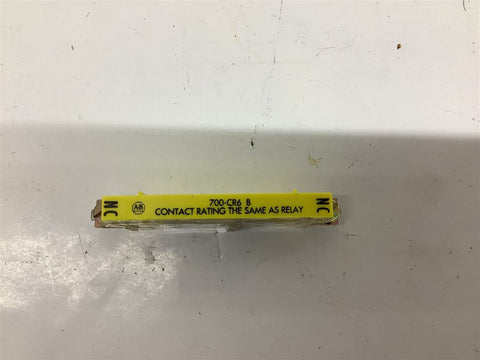 NC
AB
700-CR6 B
CONTACT RATING THE SAME AS RELAY
NC